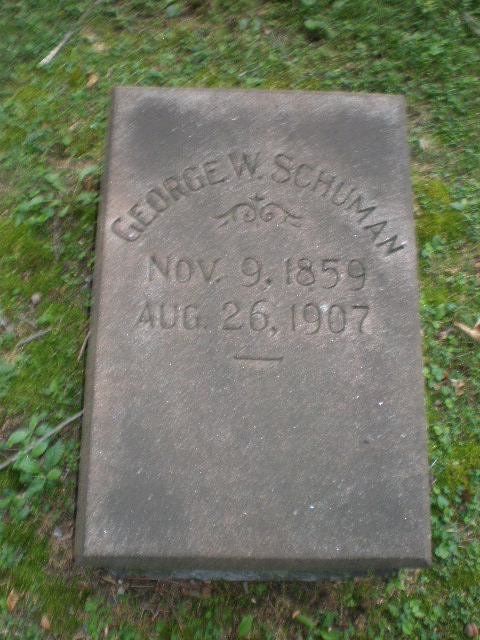 GEORGE W. SCHUMAN
NOV. 9, 1859
AUG. 26, 1907